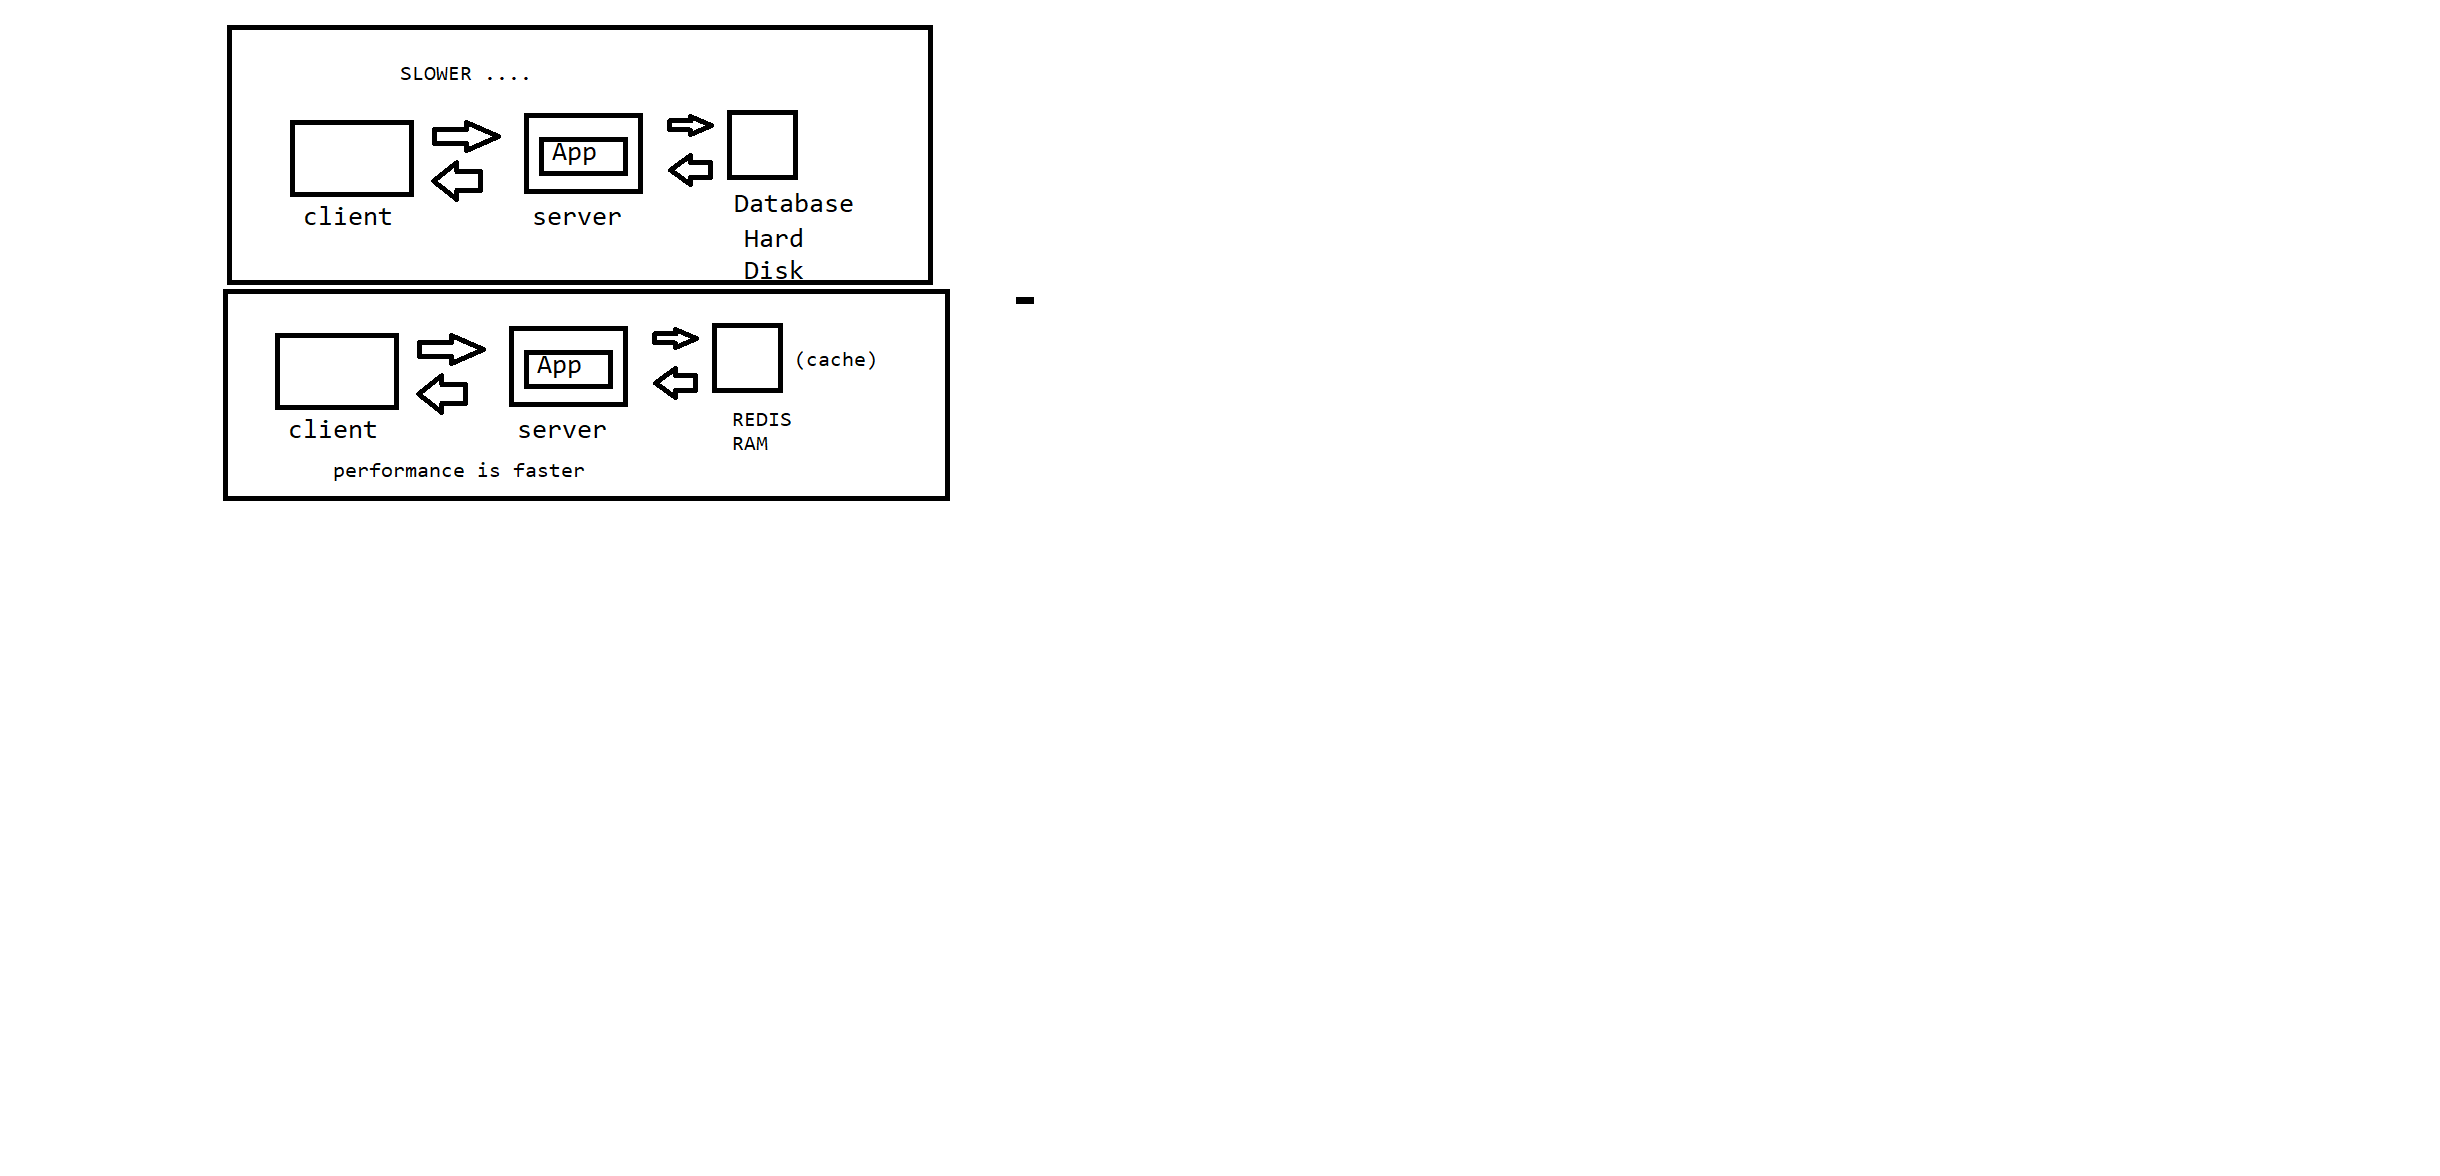 SLOWER ....
App
client
server
Database
Hard
Disk
App
(cache)
client
server
REDIS
RAM
performance is faster